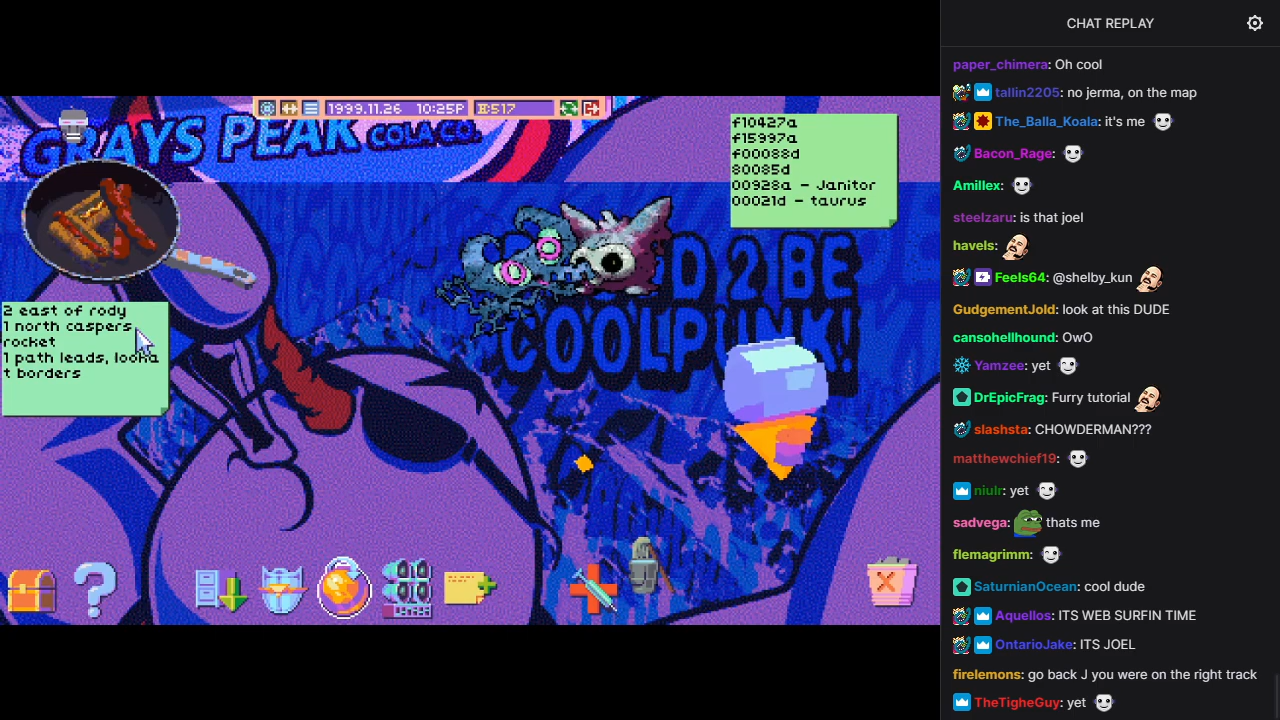 GRAYS PEAK COLA CO.
1999.11.26 10:25P
517
f10427a
f15997a
f00088d
80085d
00928a - Janitor
00021d - taurus
D 2 BE
COOLPUNK!
2 east of rody
1 north caspers
rocket
1 path leads, looka
t borders
CHAT REPLAY
paper_chimera: Oh cool
tallin2205: no jerma, on the map
The_Balla_Koala: it's me
Bacon_Rage:
Amillex:
steelzaru: is that joel
havels:
Feels64: @shelby_kun
GudgementJold: look at this DUDE
cansohellhound: OwO
Yamzee: yet
DrEpicFrag: Furry tutorial
slashsta: CHOWDERMAN???
matthewchief19:
niulr: yet
sadvega: thats me
flemagrimm:
SaturnianOcean: cool dude
Aquellos: ITS WEB SURFIN TIME
OntarioJake: ITS JOEL
firelemons: go back J you were on the right track
TheTigheGuy: yet